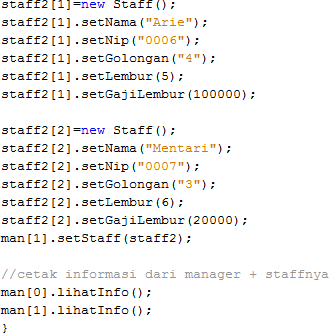 staff2[1]=new Staff();
staff2[1].setNama("Arie");
staff2[1].setNip("0006");
staff2[1].setGolongan("4");
staff2[1].setLembur(5);
staff2[1].setGajiLembur(100000);
staff2[2]=new Staff();
staff2[2].setNama("Mentari");
staff2[2].setNip("0007");
staff2[2].setGolongan("3");
staff2[2].setLembur(6);
staff2[2].setGajiLembur(20000);
man[1].setStaff(staff2);
//cetak informasi dari manager + staffnya
man[0].lihatInfo();
man[1].lihatInfo();
}